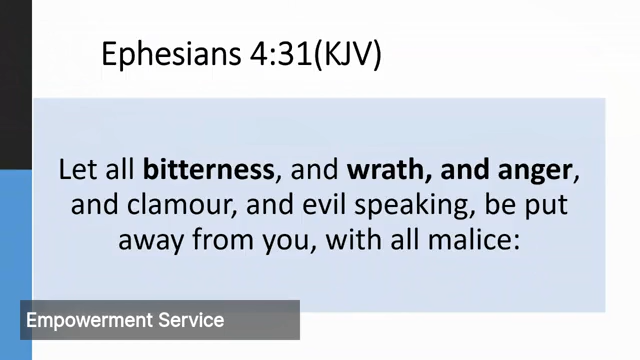 Ephesians 4:31(KJV)
Let all bitterness, and wrath, and anger,
and clamour, and evil speaking, be put
away from you, with all malice:
Empowerment Service